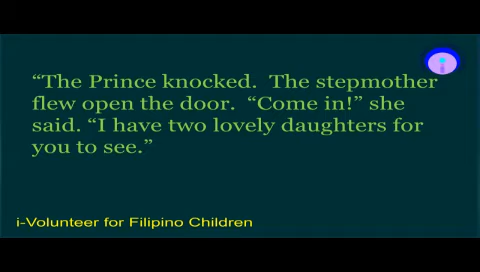 “The Prince knocked.  The stepmother
flew open the door.  “Come in!” she
said. “I have two lovely daughters for
you to see.”
i-Volunteer for Filipino Children